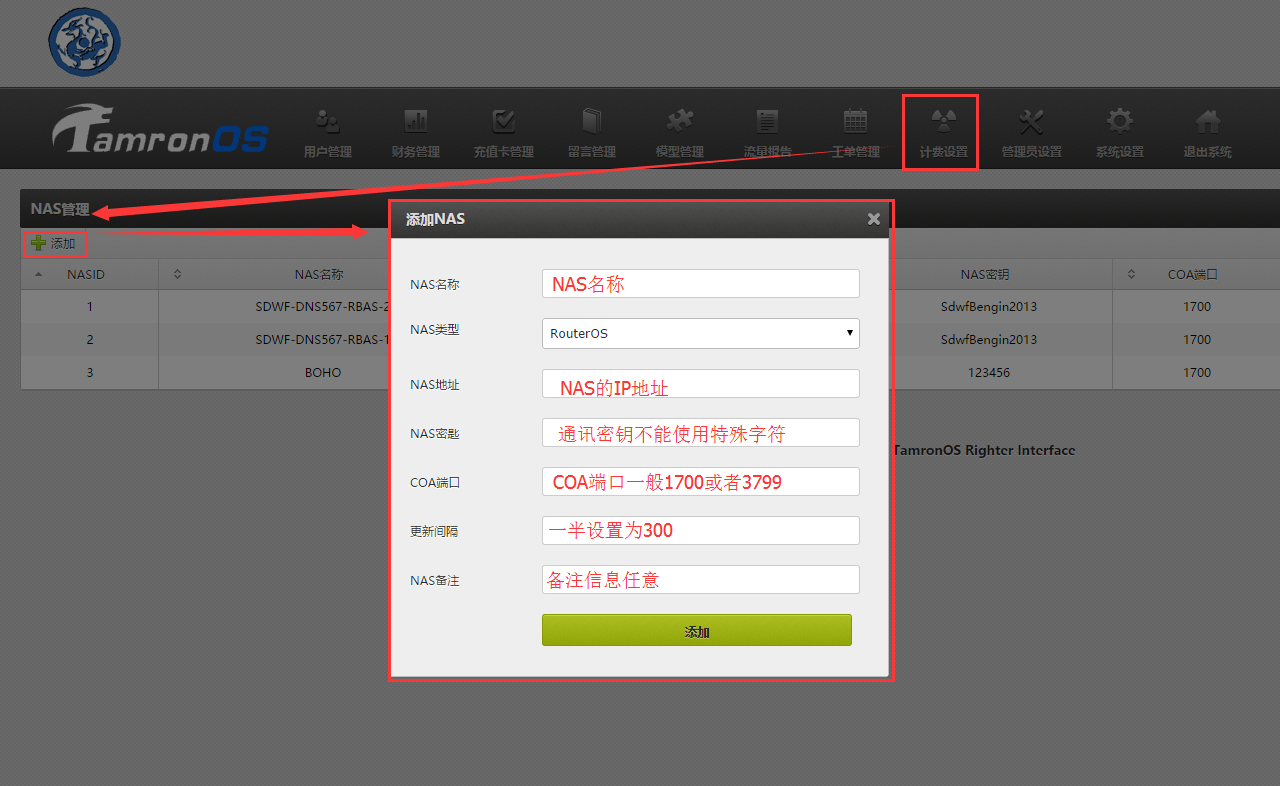 TamronOS
用户管理 财务管理 充值卡管理 留言管理 模型管理 流量报告 工单管理 计费设置 管理员设置 系统设置 退出系统
NAS管理
添加
NASID NAS名称 NAS密钥 COA端口
1 SDWF-DNS567-RBAS-2 SdwfBengin2013 1700
2 SDWF-DNS567-RBAS-1 SdwfBengin2013 1700
3 BOHO 123456 1700
TamronOS Righter Interface
添加NAS
NAS名称 NAS名称
NAS类型 RouterOS
NAS地址 NAS的IP地址
NAS密匙 通讯密钥不能使用特殊字符
COA端口 COA端口一般1700或者3799
更新间隔 一半设置为300
NAS备注 备注信息任意
添加